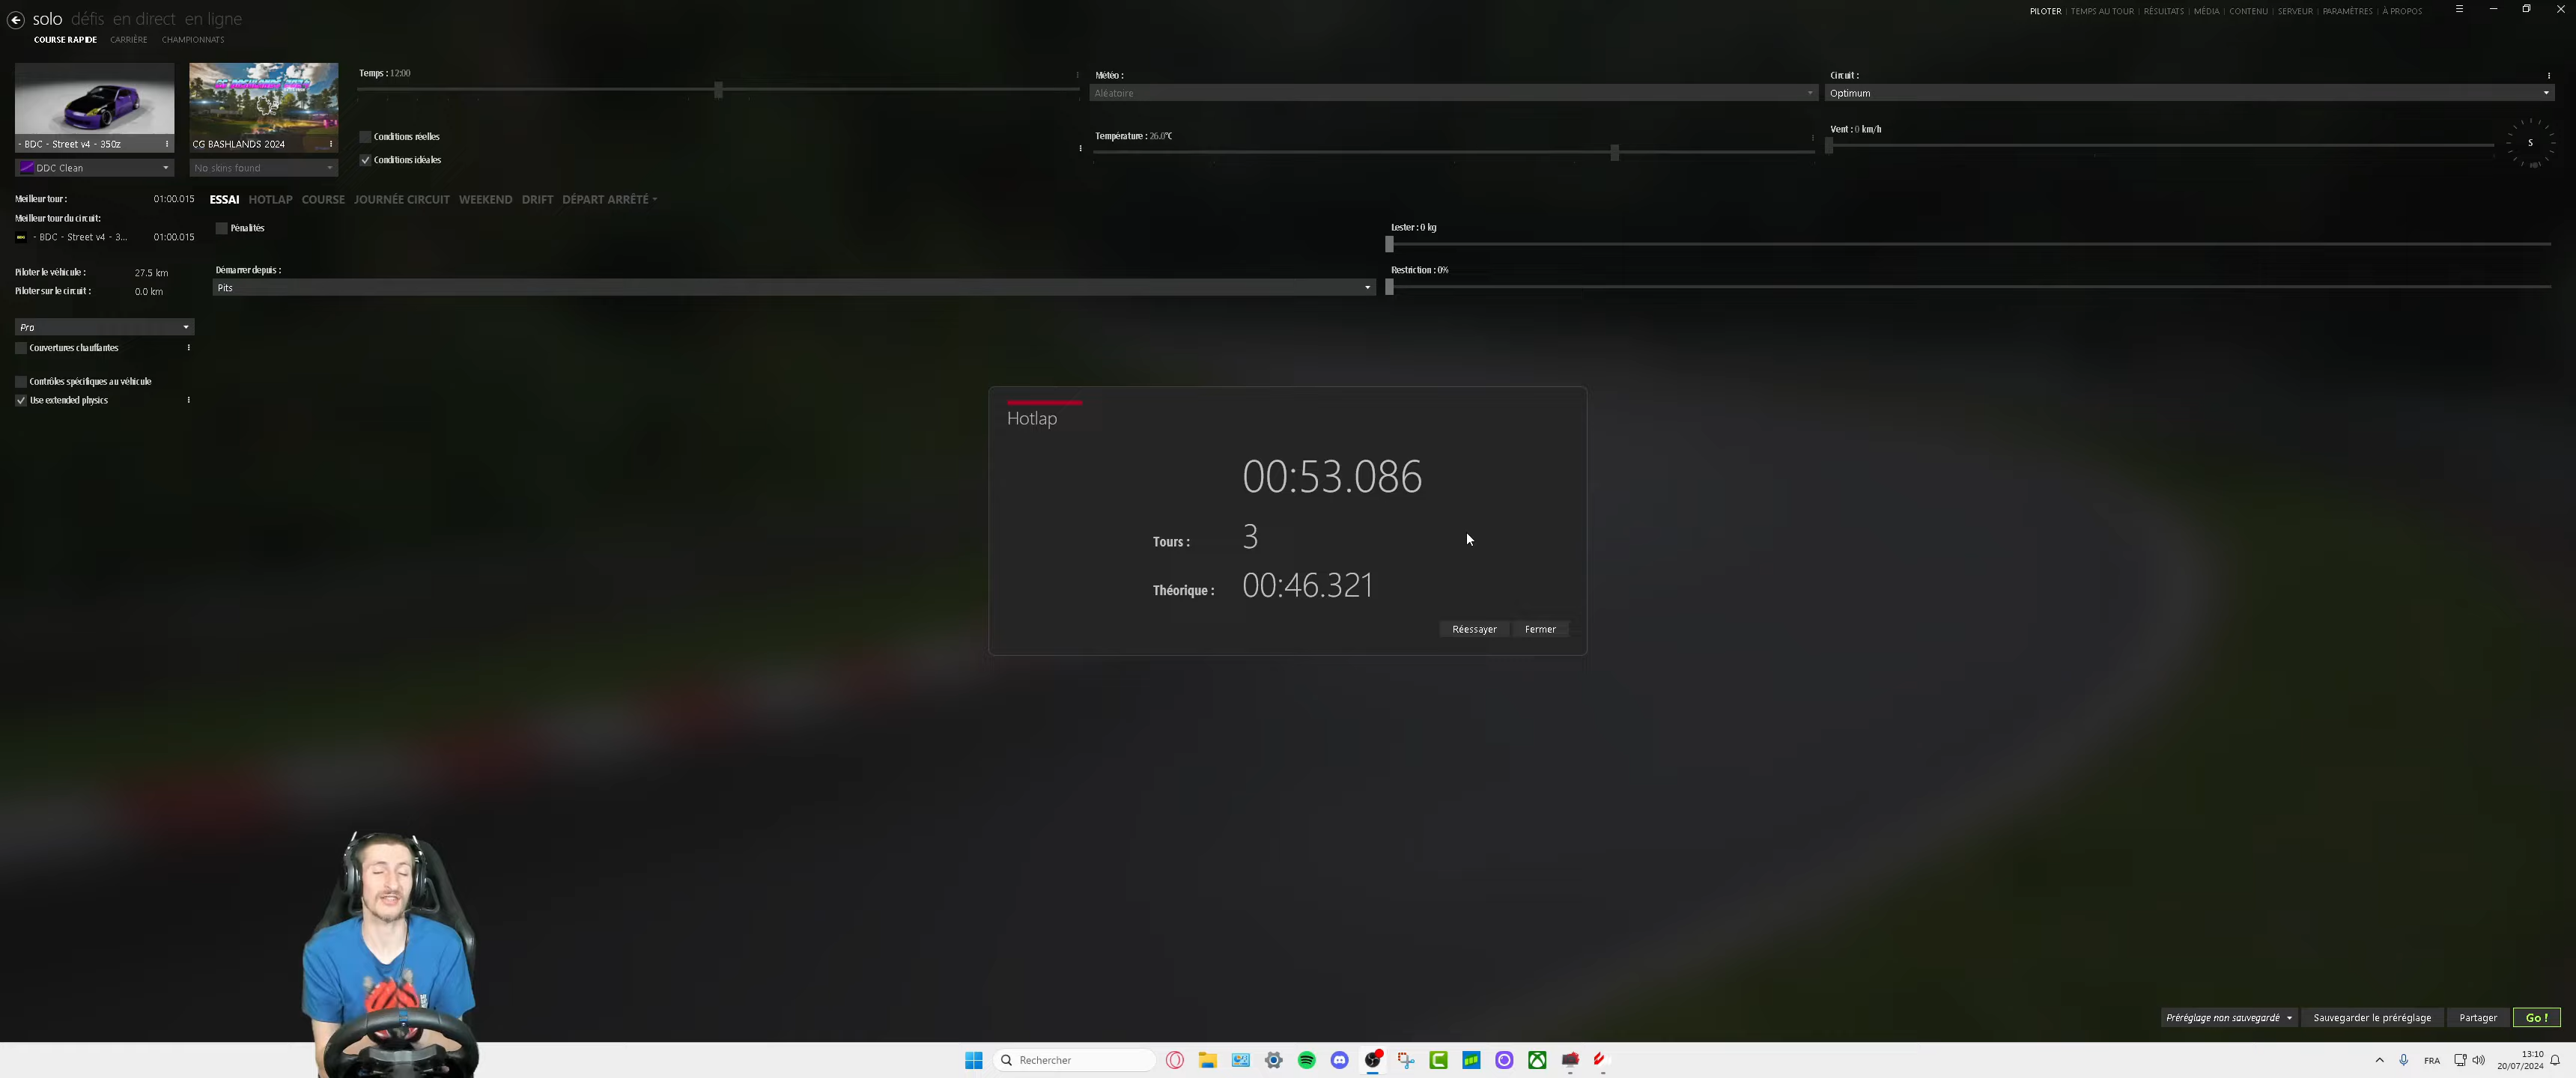 solo défis en direct en ligne
PILOTER | TEMPS AU TOUR | RÉSULTATS | MÉDIA | CONTENU | SERVEUR | PARAMÈTRES | À PROPOS
COURSE RAPIDE CARRIÈRE CHAMPIONNATS
- BDC - Street v4 - 350z
CG BASHLANDS 2024
DDC Clean
No skins found
Temps : 12:00
Conditions réelles
Conditions idéales
Météo :
Aléatoire
Température : 26.0°C
Circuit :
Optimum
Vent : 0 km/h
S
Meilleur tour : 01:00.015
Meilleur tour du circuit:
- BDC - Street v4 - 3... 01:00.015
Piloter le véhicule : 27.5 km
Piloter sur le circuit : 0.0 km
Pro
Couvertures chauffantes
Contrôles spécifiques au véhicule
Use extended physics
ESSAI HOTLAP COURSE JOURNÉE CIRCUIT WEEKEND DRIFT DÉPART ARRÊTÉ
Pénalités
Démarrer depuis :
Pits
Lester : 0 kg
Restriction : 0%
Hotlap
00:53.086
Tours : 3
Théorique : 00:46.321
Réessayer Fermer
Préréglage non sauvegardé Sauvegarder le préréglage Partager Go !
Rechercher
FRA
13:10
20/07/2024